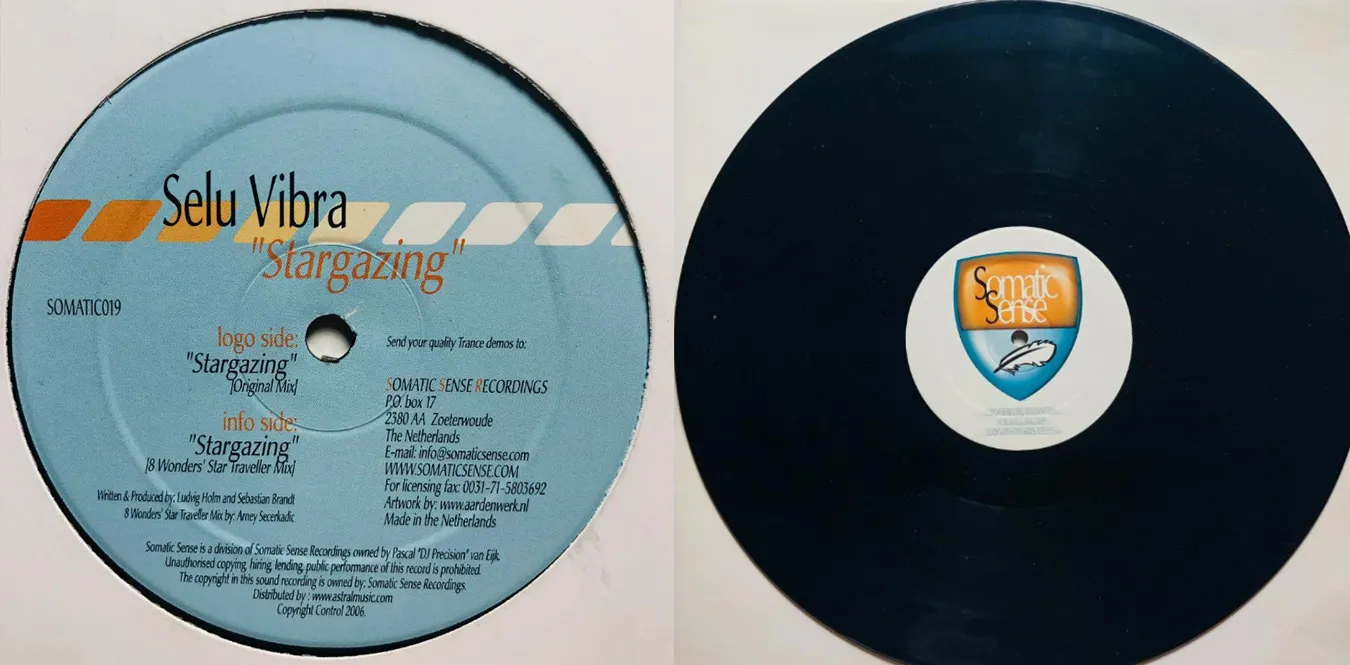 Selu Vibra
"Stargazing"
SOMATIC019
logo side:
"Stargazing"
[Original Mix]
info side:
"Stargazing"
[8 Wonders' Star Traveller Mix]
Written & Produced by: Ludvig Holm and Sebastian Brandt
8 Wonders' Star Traveller Mix by: Amey Secerkadic
Send your quality Trance demos to:
SOMATIC SENSE RECORDINGS
P.O. box 17
2380 AA Zoeterwoude
The Netherlands
E-mail: info@somaticsense.com
WWW.SOMATICSENSE.COM
For licensing fax: 0031-71-5803692
Artwork by: www.aardenwerk.nl
Made in the Netherlands
Somatic Sense is a division of Somatic Sense Recordings owned by Pascal "DJ Precision" van Eijk.
Unauthorised copying, hiring, lending, public performance of this record is prohibited.
The copyright in this sound recording is owned by: Somatic Sense Recordings.
Distributed by : www.astralmusic.com
Copyright Control 2006.
Somatic
Sense